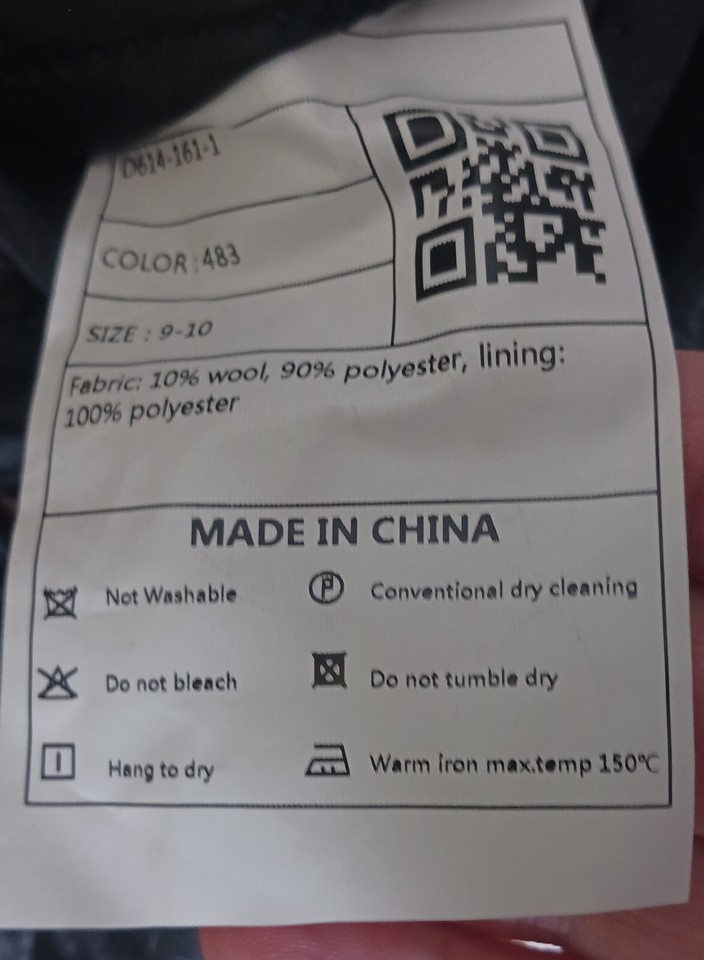 D614-161-1
COLOR:483
SIZE : 9-10
Fabric: 10% wool, 90% polyester, lining:
100% polyester
MADE IN CHINA
Not Washable
P
Conventional dry cleaning
Do not bleach
Do not tumble dry
Hang to dry
Warm iron max.temp 150℃